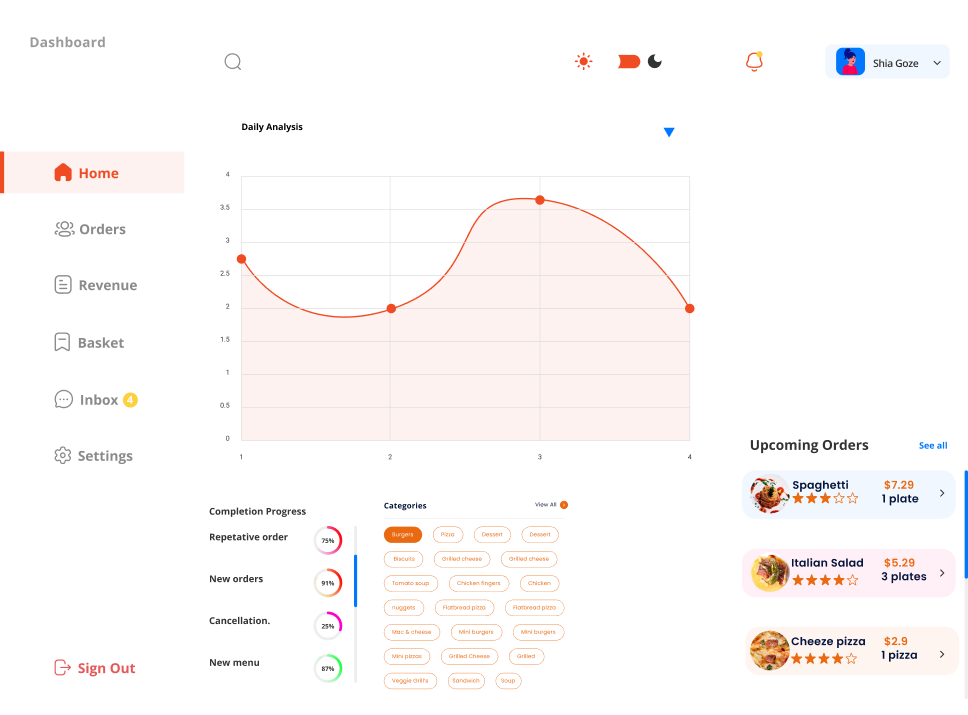 Dashboard
Shia Goze
Daily Analysis
Home
Orders
Revenue
Basket
Inbox 4
Settings
Sign Out
4
3.5
3
2.5
2
1.5
1
0.5
0
1 2 3 4
Completion Progress
Repetative order 75%
New orders 91%
Cancellation. 25%
New menu 87%
Categories View All
Burgers Pizza Dessert Dessert
Biscuits Grilled cheese Grilled cheese
Tomato soup Chicken fingers Chicken
nuggets Flatbread pizza Flatbread pizza
Mac & cheese Mini burgers Mini burgers
Mini pizzas Grilled Cheese Grilled
Veggie Grill's Sandwich Soup
Upcoming Orders See all
Spaghetti $7.29
1 plate
Italian Salad $5.29
3 plates
Cheeze pizza $2.9
1 pizza